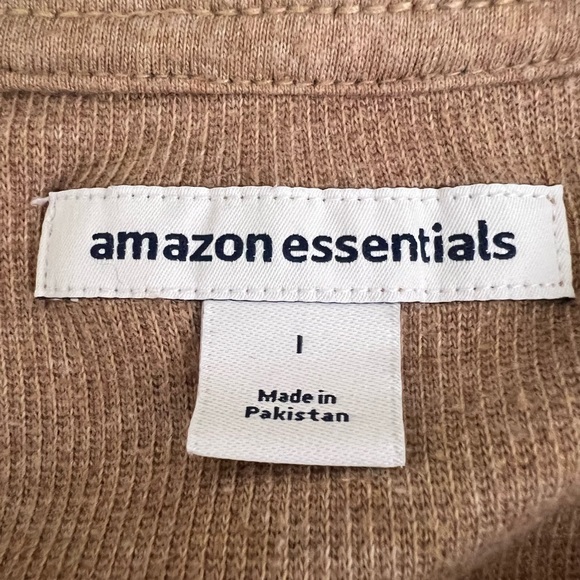 amazon essentials
I
Made in
Pakistan